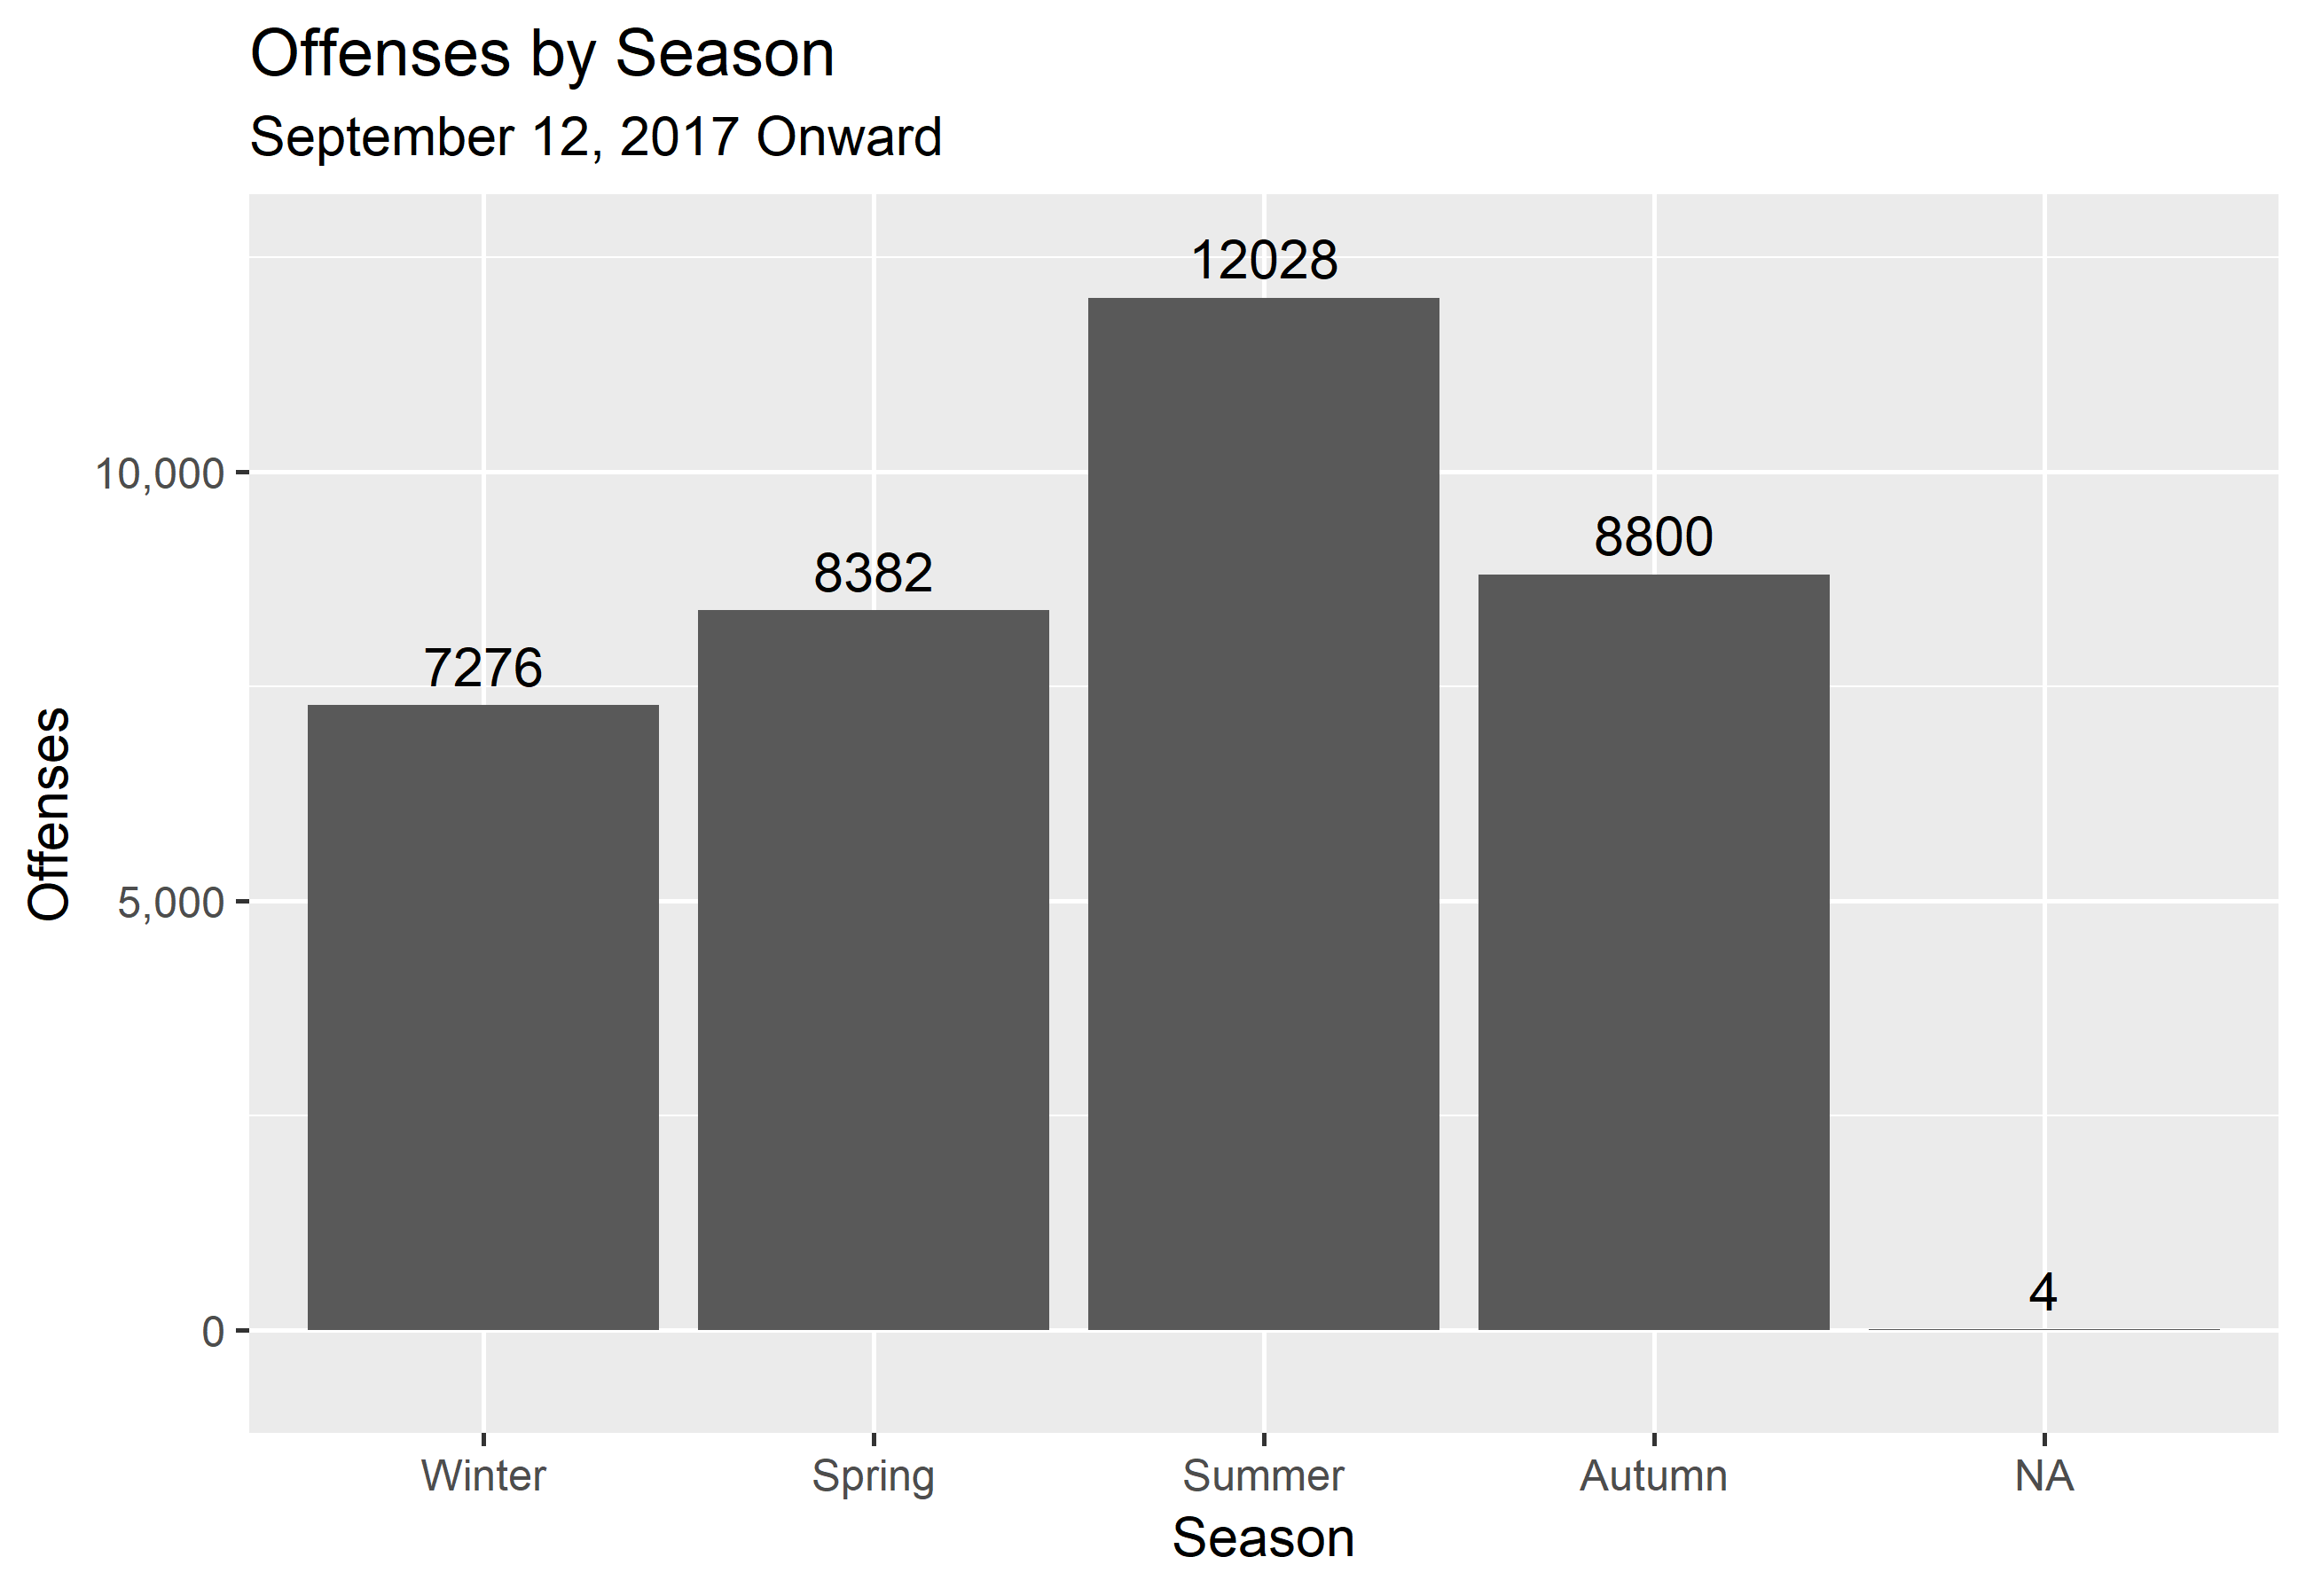 Offenses by Season
September 12, 2017 Onward
12028
10,000
8800
8382
7276
Offenses
5,000
4
0
Winter Spring Summer Autumn NA
Season